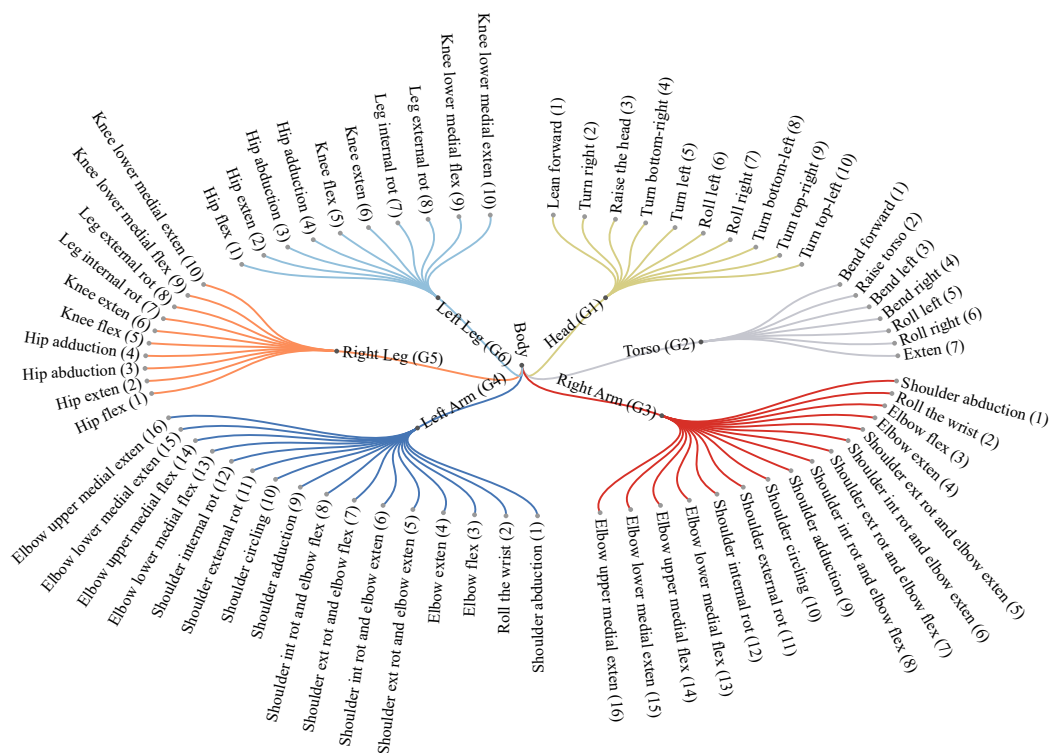 Body
Head (G1)
Lean forward (1)
Turn right (2)
Raise the head (3)
Turn bottom-right (4)
Turn left (5)
Roll left (6)
Roll right (7)
Turn bottom-left (8)
Turn top-right (9)
Turn top-left (10)
Torso (G2)
Bend forward (1)
Raise torso (2)
Bend left (3)
Bend right (4)
Roll left (5)
Roll right (6)
Exten (7)
Right Arm (G3)
Shoulder abduction (1)
Roll the wrist (2)
Elbow flex (3)
Elbow exten (4)
Shoulder ext rot and elbow exten (5)
Shoulder int rot and elbow exten (6)
Shoulder ext rot and elbow flex (7)
Shoulder int rot and elbow flex (8)
Shoulder adduction (9)
Shoulder circling (10)
Shoulder external rot (11)
Shoulder internal rot (12)
Elbow lower medial flex (13)
Elbow upper medial flex (14)
Elbow lower medial exten (15)
Elbow upper medial exten (16)
Left Arm (G4)
Shoulder abduction (1)
Roll the wrist (2)
Elbow flex (3)
Elbow exten (4)
Shoulder ext rot and elbow exten (5)
Shoulder int rot and elbow exten (6)
Shoulder ext rot and elbow flex (7)
Shoulder int rot and elbow flex (8)
Shoulder adduction (9)
Shoulder circling (10)
Shoulder external rot (11)
Shoulder internal rot (12)
Elbow lower medial flex (13)
Elbow upper medial flex (14)
Elbow lower medial exten (15)
Elbow upper medial exten (16)
Right Leg (G5)
Hip flex (1)
Hip exten (2)
Hip abduction (3)
Hip adduction (4)
Knee flex (5)
Knee exten (6)
Leg internal rot (7)
Leg external rot (8)
Knee lower medial flex (9)
Knee lower medial exten (10)
Left Leg (G6)
Hip flex (1)
Hip exten (2)
Hip abduction (3)
Hip adduction (4)
Knee flex (5)
Knee exten (6)
Leg internal rot (7)
Leg external rot (8)
Knee lower medial flex (9)
Knee lower medial exten (10)